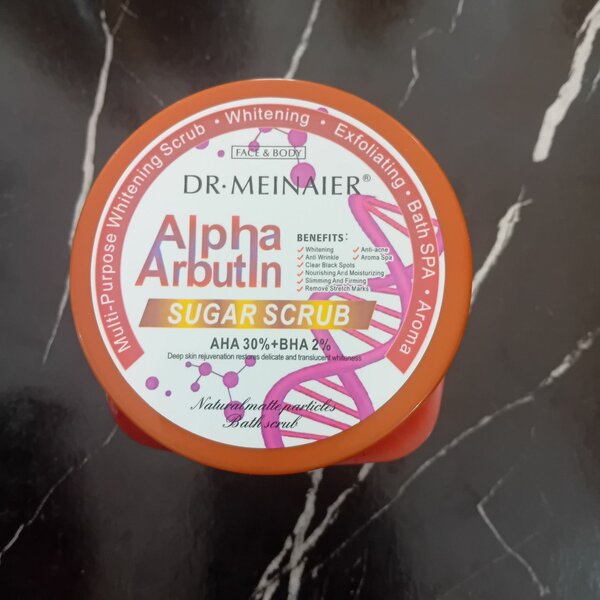 Multi-Purpose Whitening Scrub • Whitening • Exfoliating • Bath SPA • Aroma
FACE & BODY
DR·MEINAIER®
Alpha
Arbutin
BENEFITS:
Whitening
Anti-acne
Anti Wrinkle
Aroma Spa
Clear Black Spots
Nourishing And Moisturizing
Slimming And Firming
Remove Stretch Marks
SUGAR SCRUB
AHA 30%+BHA 2%
Deep skin rejuvenation restores delicate and translucent whiteness
Natural matte particles
Bath scrub